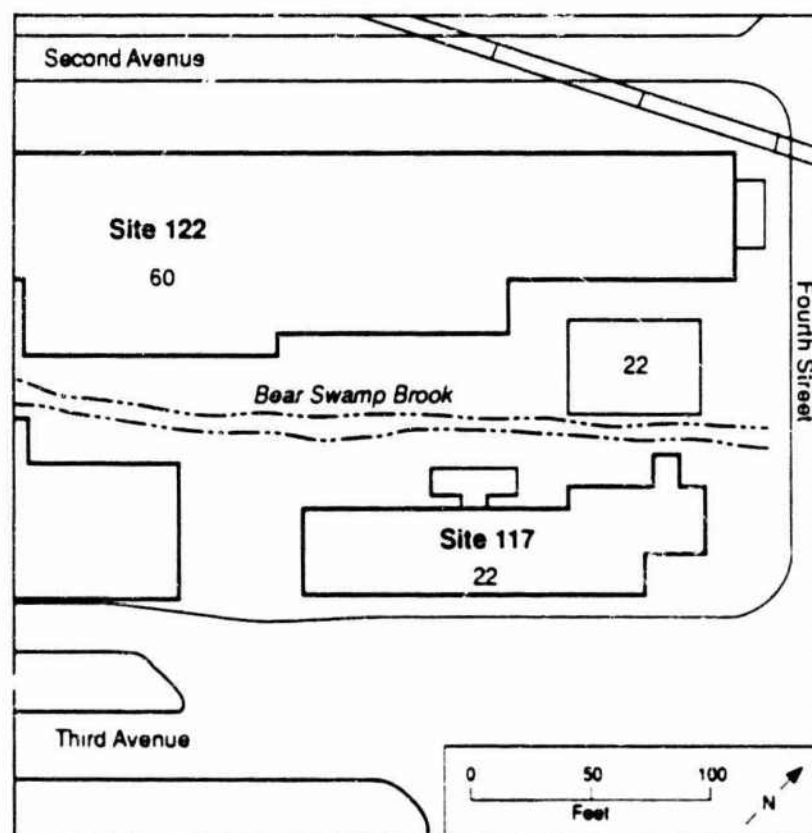 Second Avenue
Site 122
60
Fourth Street
22
Bear Swamp Brook
Site 117
22
Third Avenue
0 50 100
Feet
N